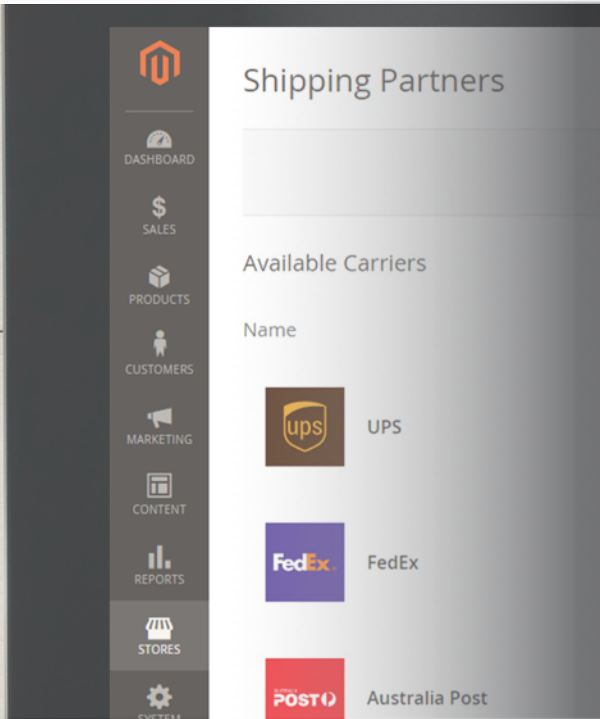 DASHBOARD
$
SALES
PRODUCTS
CUSTOMERS
MARKETING
CONTENT
REPORTS
STORES
SYSTEM
Shipping Partners
Available Carriers
Name
ups
UPS
FedEx.
FedEx
POST
Australia Post